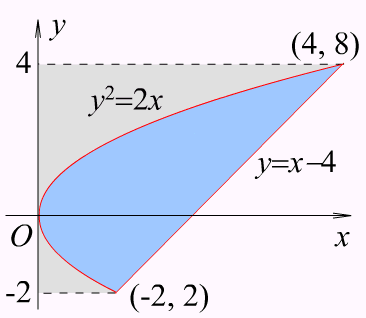 y
(4, 8)
4
y²=2x
y=x–4
O
x
-2
(-2, 2)